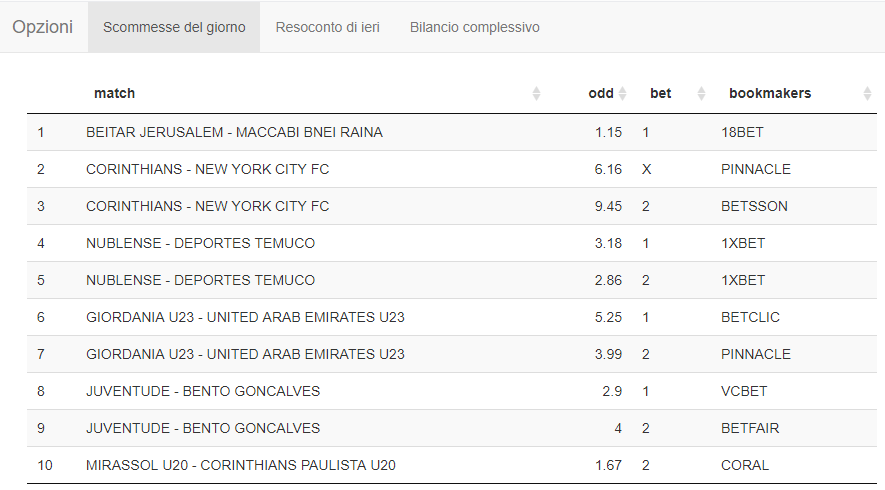 Opzioni Scommesse del giorno Resoconto di ieri Bilancio complessivo
match odd bet bookmakers
1 BEITAR JERUSALEM - MACCABI BNEI RAINA 1.15 1 18BET
2 CORINTHIANS - NEW YORK CITY FC 6.16 X PINNACLE
3 CORINTHIANS - NEW YORK CITY FC 9.45 2 BETSSON
4 NUBLENSE - DEPORTES TEMUCO 3.18 1 1XBET
5 NUBLENSE - DEPORTES TEMUCO 2.86 2 1XBET
6 GIORDANIA U23 - UNITED ARAB EMIRATES U23 5.25 1 BETCLIC
7 GIORDANIA U23 - UNITED ARAB EMIRATES U23 3.99 2 PINNACLE
8 JUVENTUDE - BENTO GONCALVES 2.9 1 VCBET
9 JUVENTUDE - BENTO GONCALVES 4 2 BETFAIR
10 MIRASSOL U20 - CORINTHIANS PAULISTA U20 1.67 2 CORAL